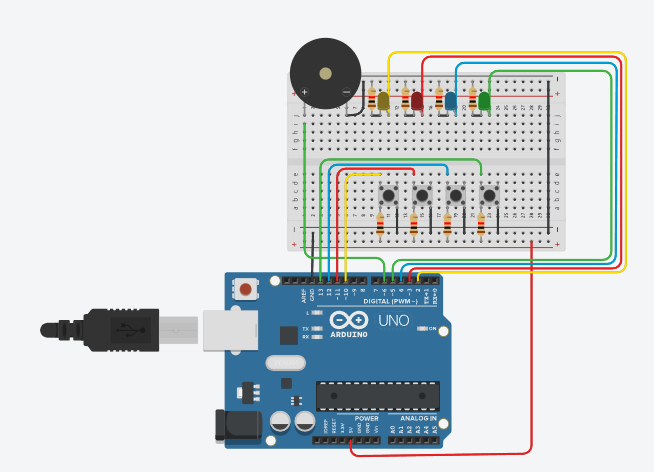 AREF
GND
13
12
~11
~10
~9
8
7
~6
~5
4
~3
2
TX→1
RX←0
DIGITAL (PWM~)
L
TX
RX
ARDUINO
UNO
ON
POWER
ANALOG IN
IOREF
RESET
3.3V
5V
GND
GND
Vin
A0
A1
A2
A3
A4
A5